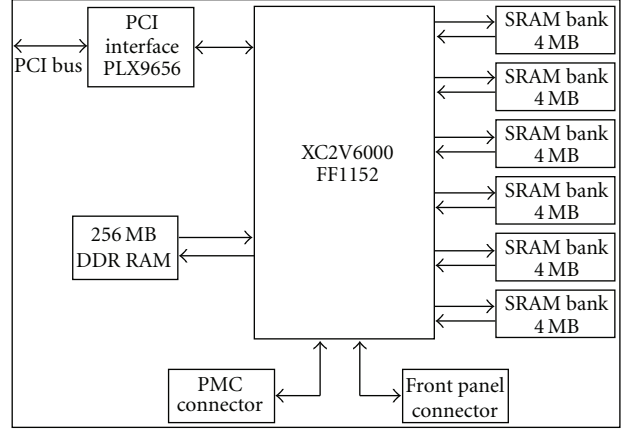 PCI
interface
PLX9656
PCI bus
XC2V6000
FF1152
256 MB
DDR RAM
SRAM bank
4 MB
SRAM bank
4 MB
SRAM bank
4 MB
SRAM bank
4 MB
SRAM bank
4 MB
SRAM bank
4 MB
PMC
connector
Front panel
connector